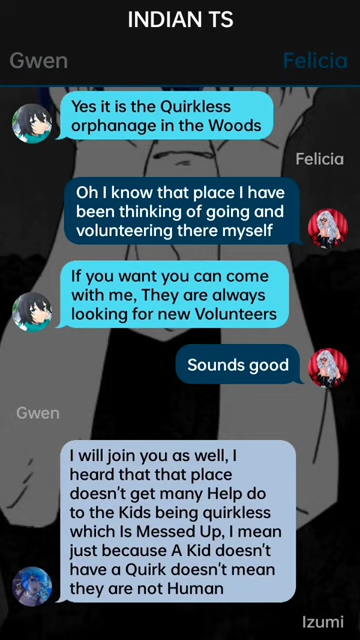 INDIAN TS
Gwen
Felicia
Yes it is the Quirkless
orphanage in the Woods
Felicia
Oh I know that place I have
been thinking of going and
volunteering there myself
If you want you can come
with me, They are always
looking for new Volunteers
Sounds good
Gwen
I will join you as well, I
heard that that place
doesn't get many Help do
to the Kids being quirkless
which Is Messed Up, I mean
just because A Kid doesn't
have a Quirk doesn't mean
they are not Human
Izumi